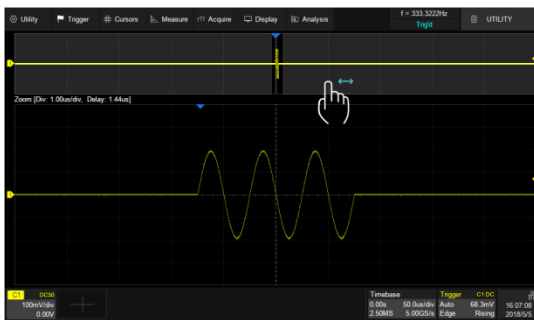 Utility Trigger Cursors Measure Acquire Display Analysis f = 333.3222Hz UTILITY
Trig'd
Zoom [Div: 1.00us/div, Delay: 1.44us]
C1 DC50
100mV/div
0.00V
Timebase
0.00s 50.0us/div
2.50MS 5.00GS/s
Trigger C1 DC
Auto 68.3mV
Edge Rising
16:07:08
2018/5/5